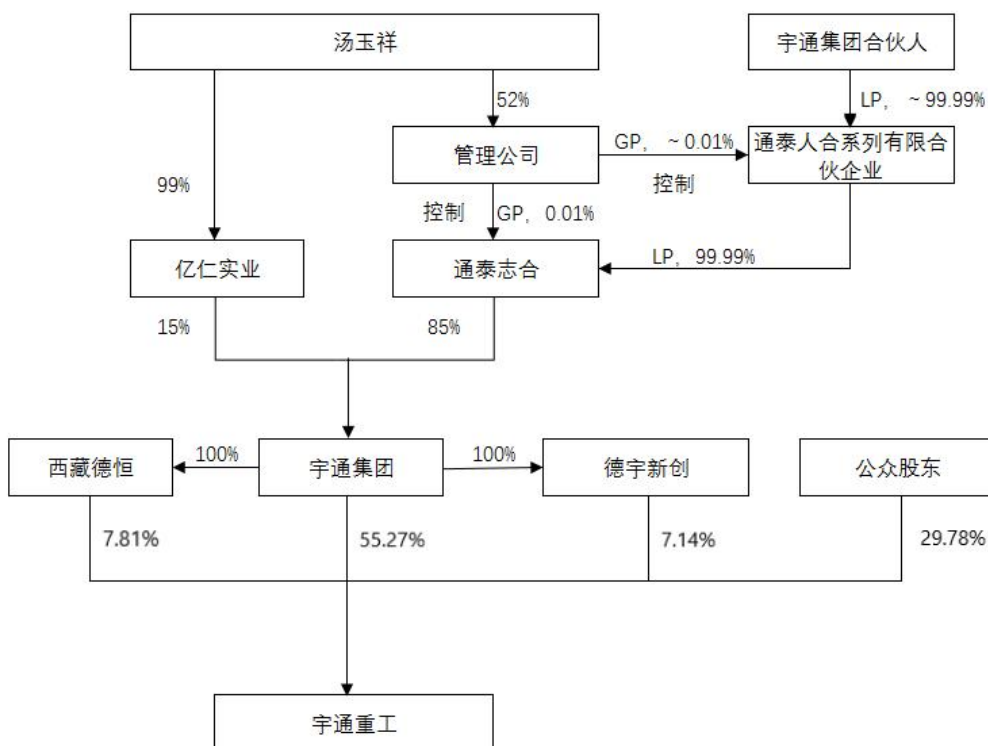 汤玉祥
宇通集团合伙人
52%
LP, ~99.99%
管理公司
GP, ~0.01%
通泰人合系列有限合
伙企业
99%
控制
控制
GP, 0.01%
亿仁实业
通泰志合
LP, 99.99%
15%
85%
西藏德恒
100%
宇通集团
100%
德宇新创
公众股东
7.81%
55.27%
7.14%
29.78%
宇通重工